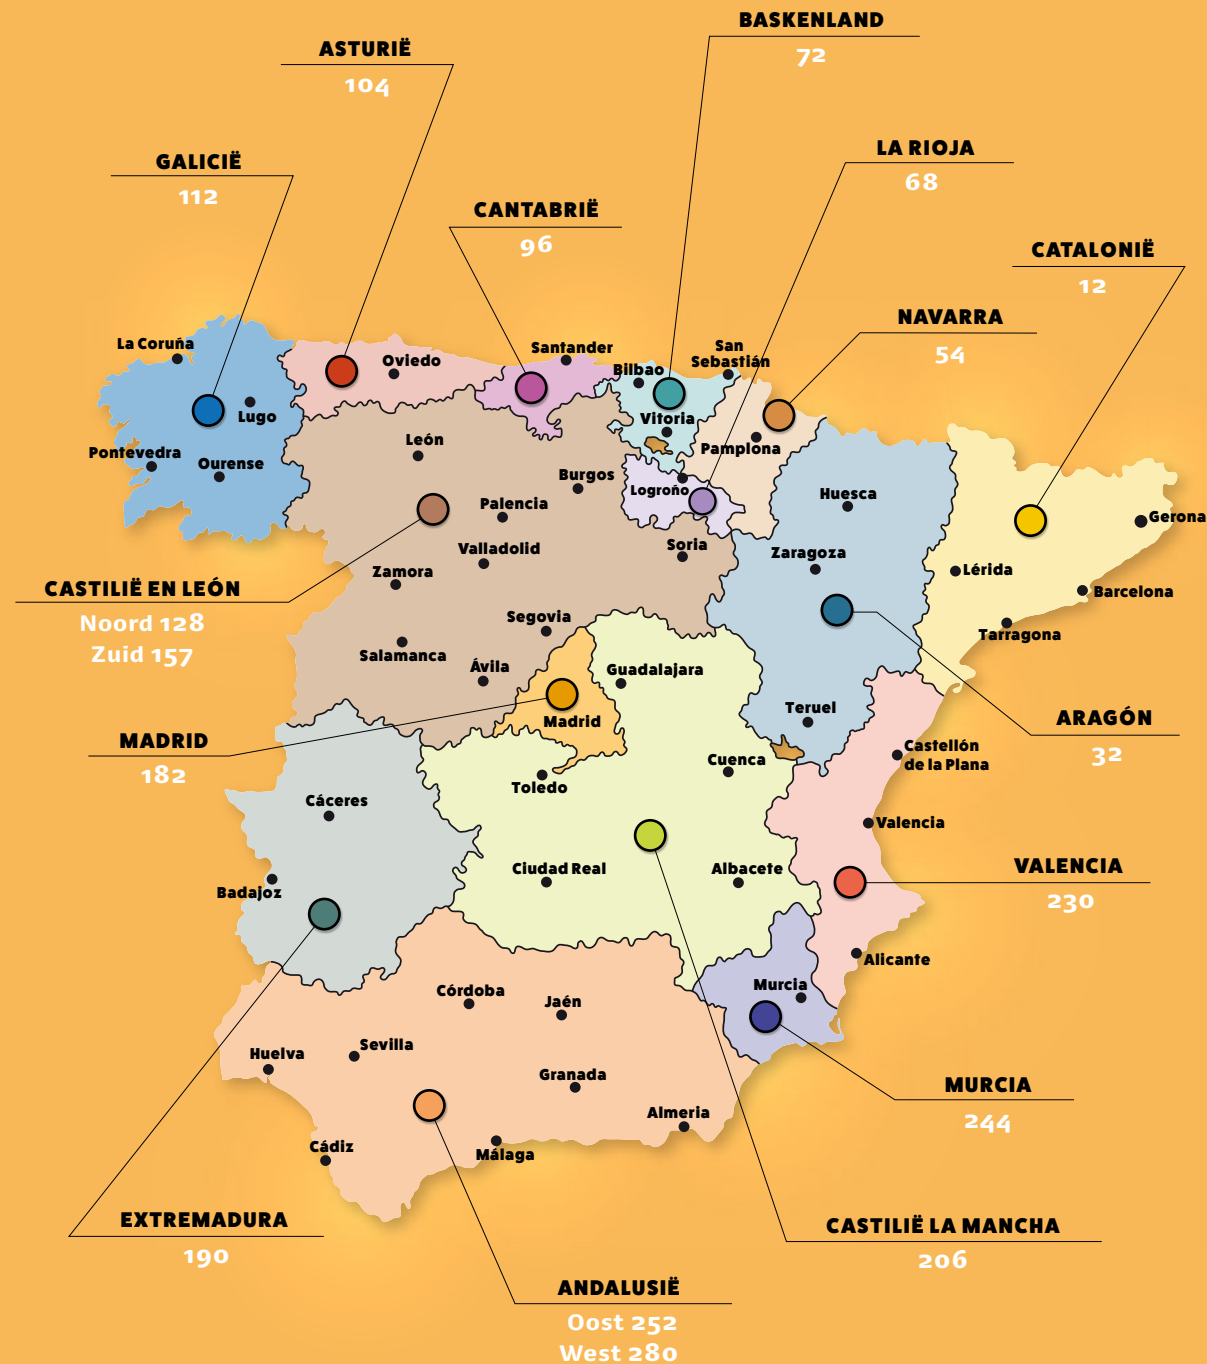 BASKENLAND
72
ASTURIË
104
LA RIOJA
68
GALICIË
112
CANTABRIË
96
CATALONIË
12
NAVARRA
54
La Coruña
Oviedo
Santander
San
Sebastián
Bilbao
Lugo
Vitoria
Pontevedra
Ourense
León
Pamplona
Burgos
Logroño
Huesca
Palencia
Gerona
Valladolid
Soria
Zaragoza
Zamora
Lérida
Barcelona
CASTILIË EN LEÓN
Noord 128
Zuid 157
Segovia
Tarragona
Salamanca
Ávila
Guadalajara
Teruel
Madrid
ARAGÓN
32
MADRID
182
Castellón
de la Plana
Cuenca
Toledo
Cáceres
Valencia
Ciudad Real
Albacete
VALENCIA
230
Badajoz
Alicante
Córdoba
Jaén
Murcia
Huelva
Sevilla
Granada
MURCIA
244
Almeria
Cádiz
Málaga
EXTREMADURA
190
CASTILIË LA MANCHA
206
ANDALUSIË
Oost 252
West 280